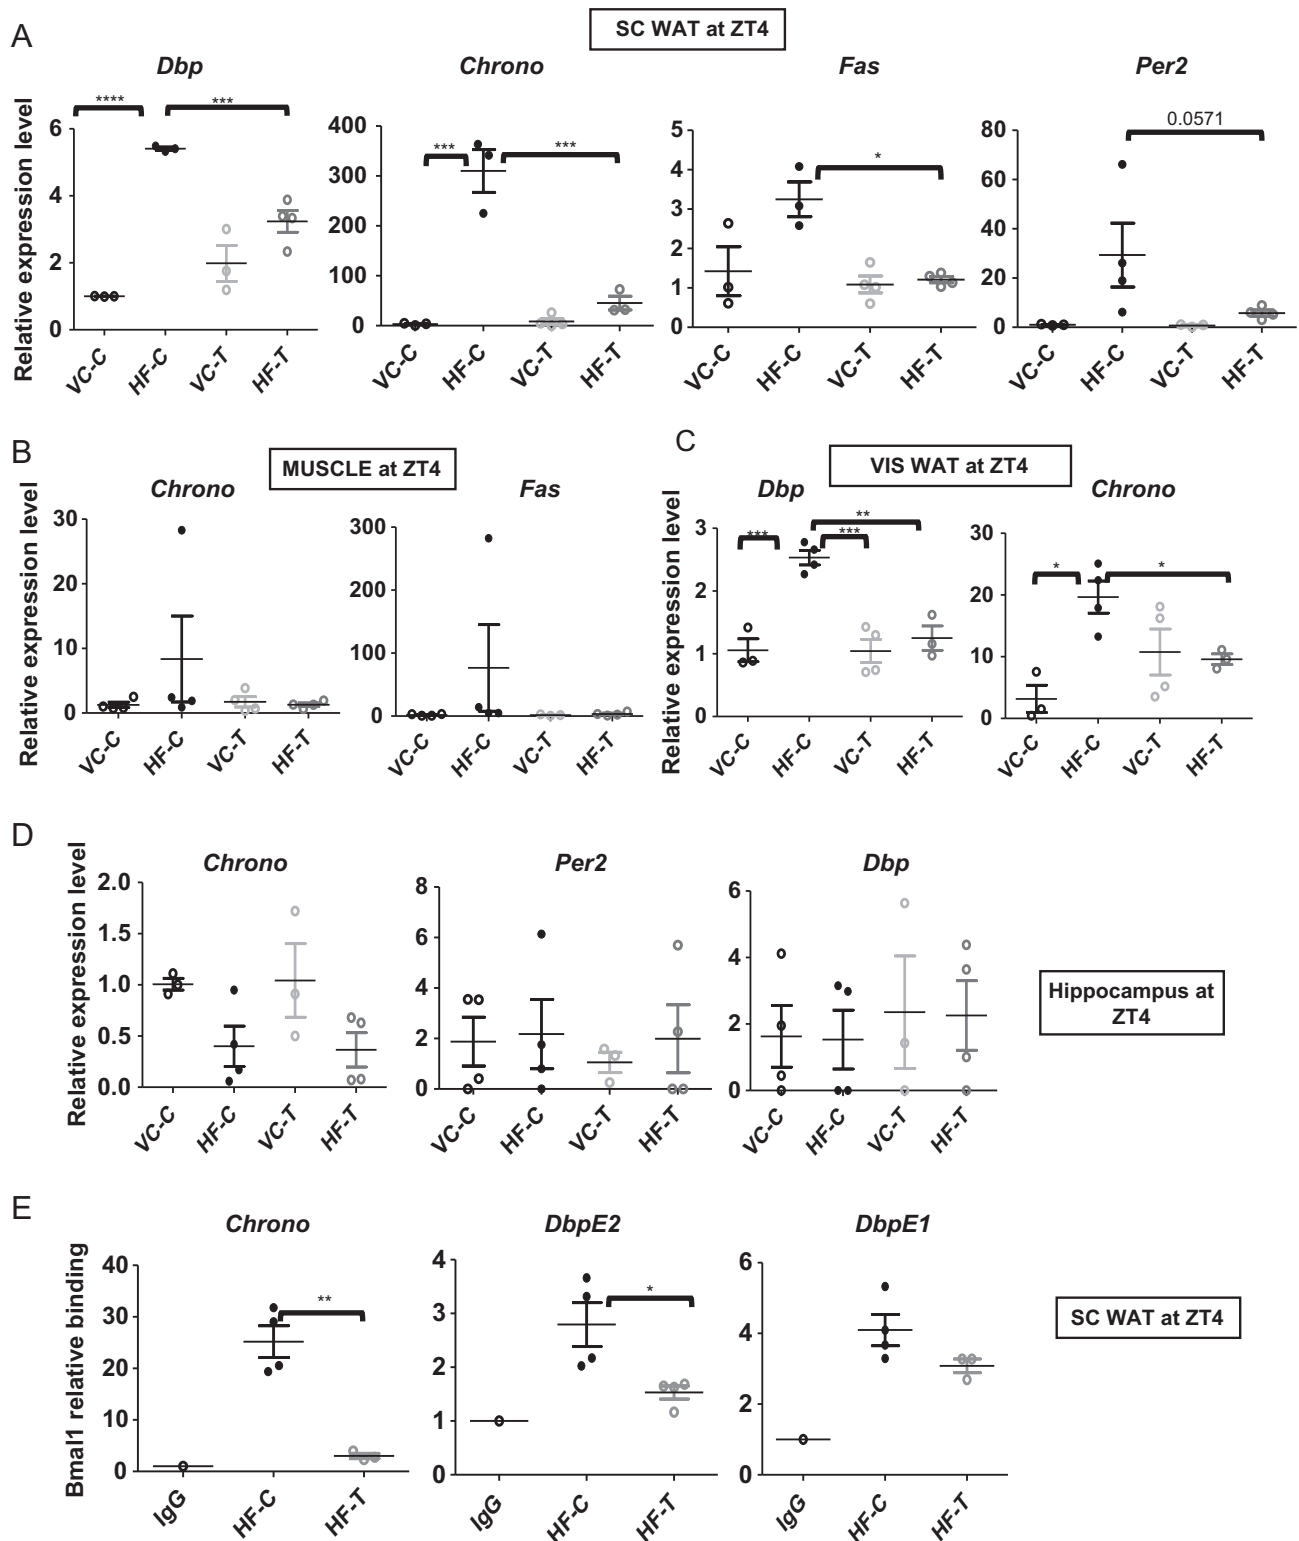 A
SC WAT at ZT4
Dbp
Chrono
Fas
Per2
Relative expression level
6
4
2
0
****
***
VC-C
HF-C
VC-T
HF-T
400
300
200
100
0
***
***
VC-C
HF-C
VC-T
HF-T
5
4
3
2
1
0
*
VC-C
HF-C
VC-T
HF-T
80
60
40
20
0
0.0571
VC-C
HF-C
VC-T
HF-T
B
MUSCLE at ZT4
Chrono
Fas
Relative expression level
30
20
10
0
VC-C
HF-C
VC-T
HF-T
300
200
100
0
VC-C
HF-C
VC-T
HF-T
C
VIS WAT at ZT4
Dbp
Chrono
Relative expression level
3
2
1
0
***
**
***
VC-C
HF-C
VC-T
HF-T
30
20
10
0
*
*
VC-C
HF-C
VC-T
HF-T
D
Chrono
Per2
Dbp
Relative expression level
2.0
1.5
1.0
0.5
0.0
VC-C
HF-C
VC-T
HF-T
8
6
4
2
0
VC-C
HF-C
VC-T
HF-T
6
4
2
0
VC-C
HF-C
VC-T
HF-T
Hippocampus at
ZT4
E
Chrono
DbpE2
DbpE1
Bmal1 relative binding
40
30
20
10
0
**
IgG
HF-C
HF-T
4
3
2
1
0
*
IgG
HF-C
HF-T
6
4
2
0
IgG
HF-C
HF-T
SC WAT at ZT4